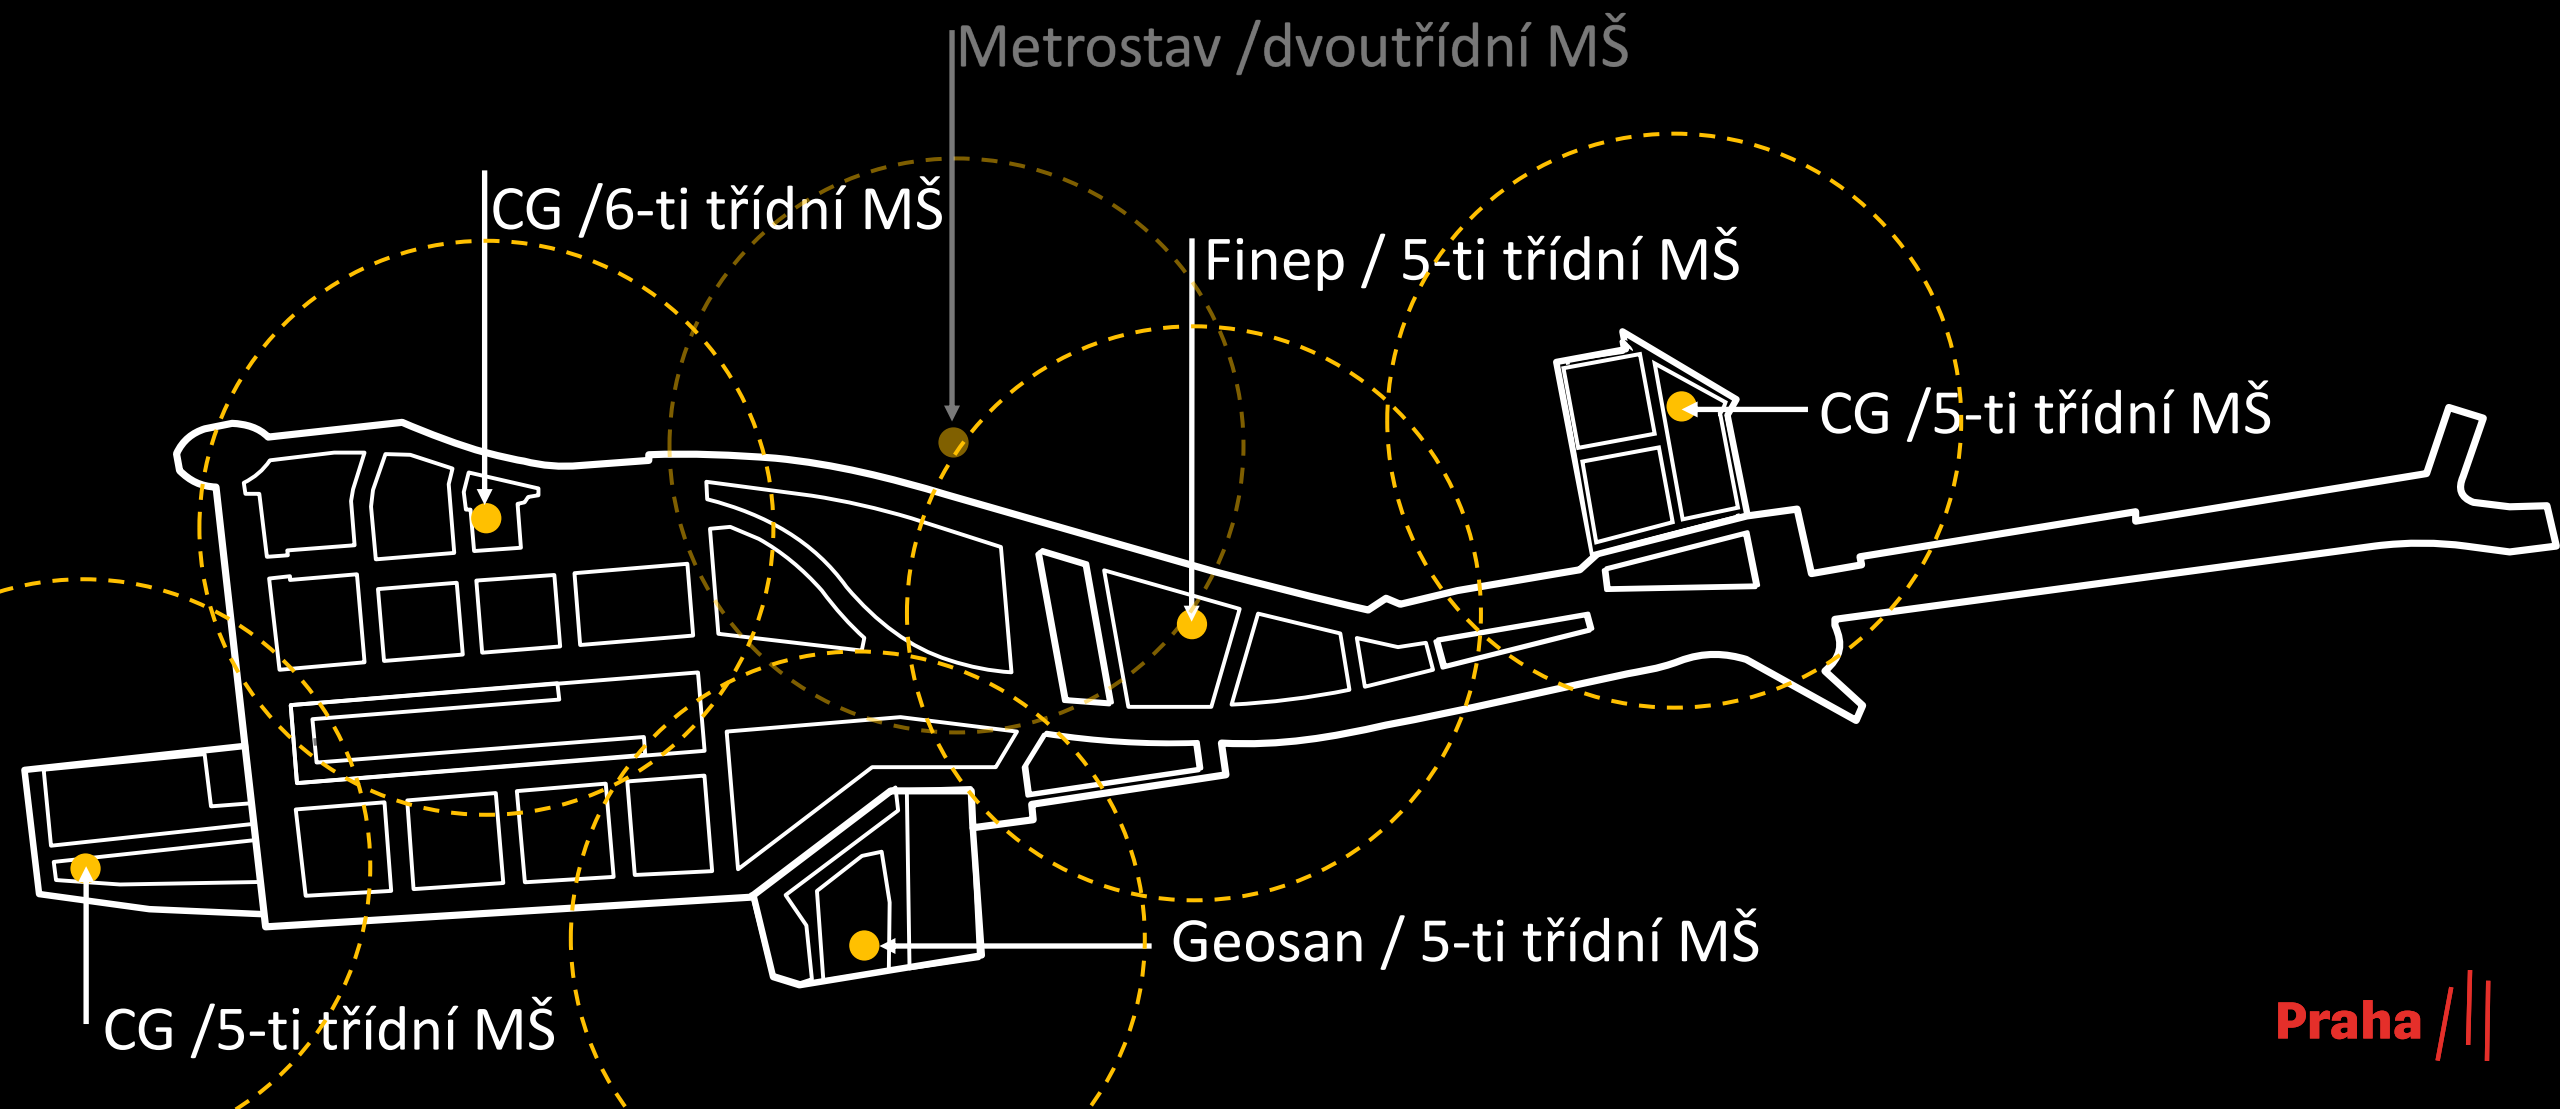 Metrostav /dvoutřídní MŠ
CG /6-ti třídní MŠ
Finep / 5-ti třídní MŠ
CG /5-ti třídní MŠ
Geosan / 5-ti třídní MŠ
CG /5-ti třídní MŠ
Praha